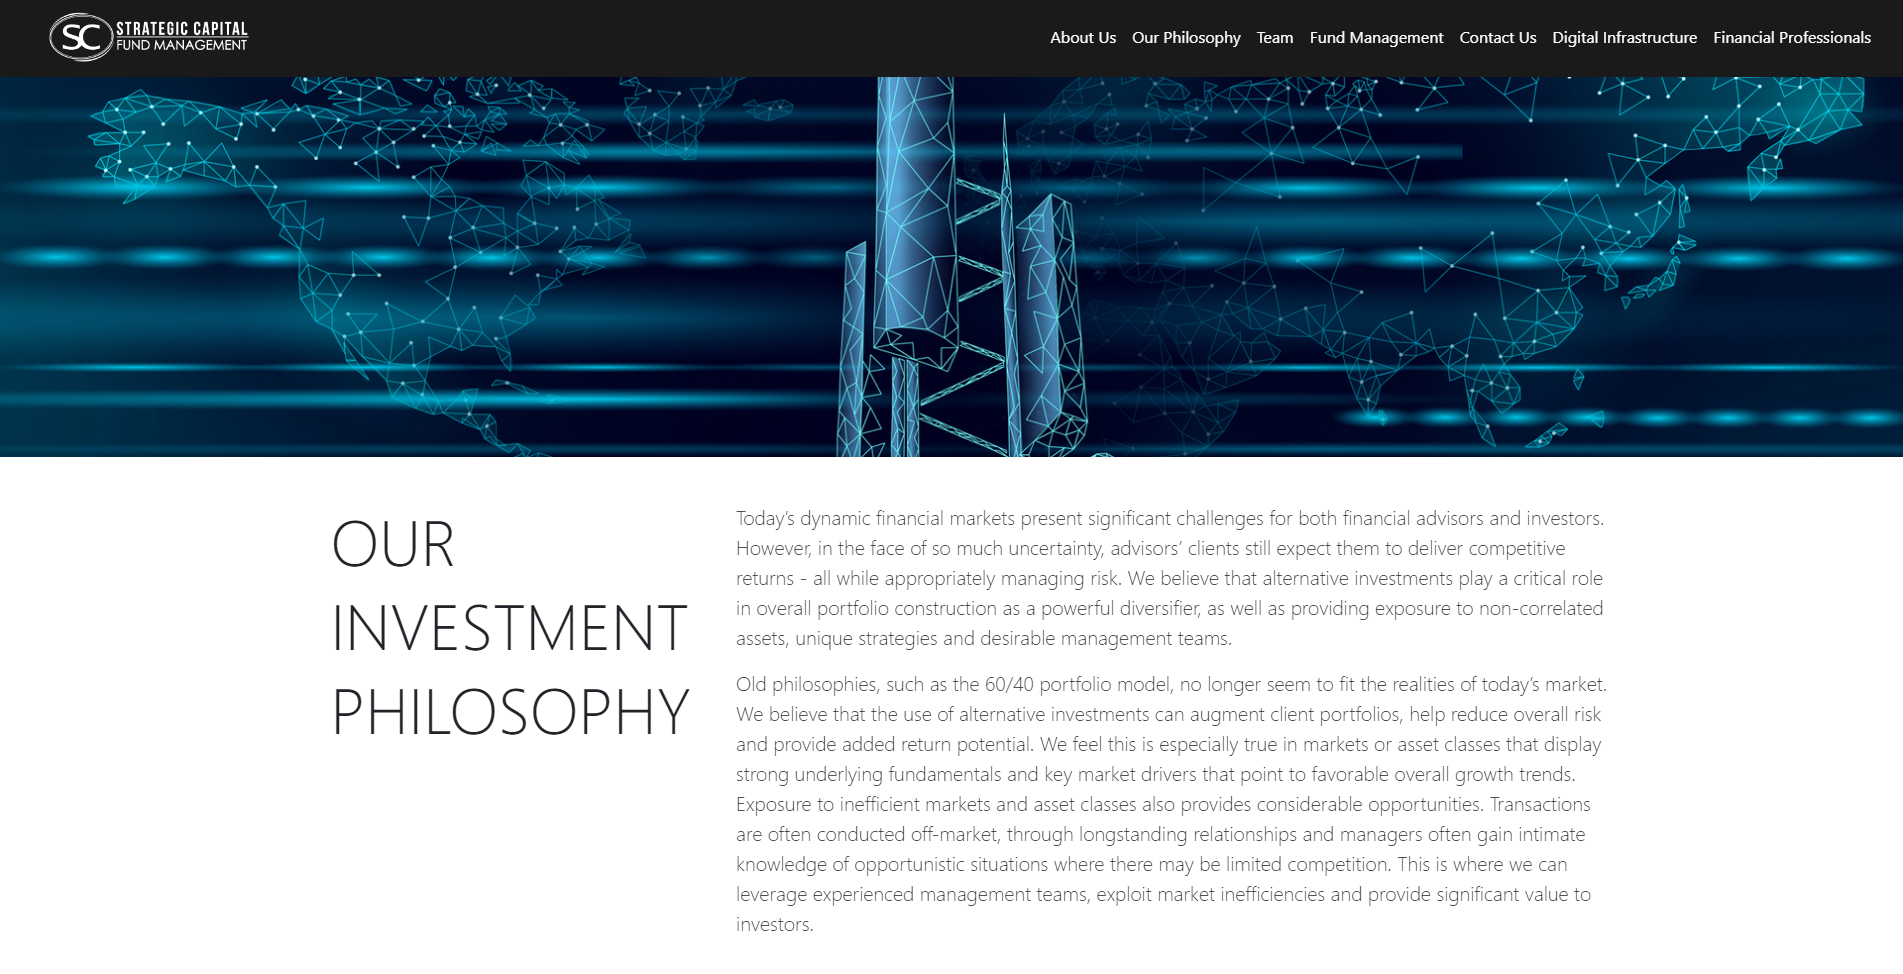 SC STRATEGIC CAPITAL
FUND MANAGEMENT
About Us Our Philosophy Team Fund Management Contact Us Digital Infrastructure Financial Professionals
OUR
INVESTMENT
PHILOSOPHY
Today’s dynamic financial markets present significant challenges for both financial advisors and investors.
However, in the face of so much uncertainty, advisors’ clients still expect them to deliver competitive
returns - all while appropriately managing risk. We believe that alternative investments play a critical role
in overall portfolio construction as a powerful diversifier, as well as providing exposure to non-correlated
assets, unique strategies and desirable management teams.
Old philosophies, such as the 60/40 portfolio model, no longer seem to fit the realities of today’s market.
We believe that the use of alternative investments can augment client portfolios, help reduce overall risk
and provide added return potential. We feel this is especially true in markets or asset classes that display
strong underlying fundamentals and key market drivers that point to favorable overall growth trends.
Exposure to inefficient markets and asset classes also provides considerable opportunities. Transactions
are often conducted off-market, through longstanding relationships and managers often gain intimate
knowledge of opportunistic situations where there may be limited competition. This is where we can
leverage experienced management teams, exploit market inefficiencies and provide significant value to
investors.